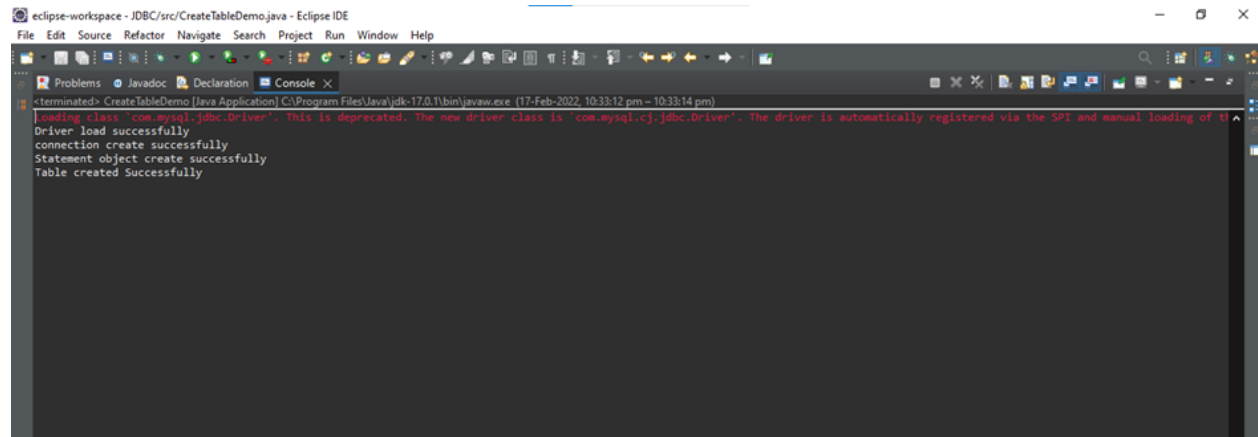 eclipse-workspace - JDBC/src/CreateTableDemo.java - Eclipse IDE
File Edit Source Refactor Navigate Search Project Run Window Help
Problems Javadoc Declaration Console
<terminated> CreateTableDemo [Java Application] C:\Program Files\Java\jdk-17.0.1\bin\javaw.exe (17-Feb-2022, 10:33:12 pm – 10:33:14 pm)
Loading class `com.mysql.jdbc.Driver'. This is deprecated. The new driver class is `com.mysql.cj.jdbc.Driver'. The driver is automatically registered via the SPI and manual loading of
Driver load successfully
connection create successfully
Statement object create successfully
Table created Successfully